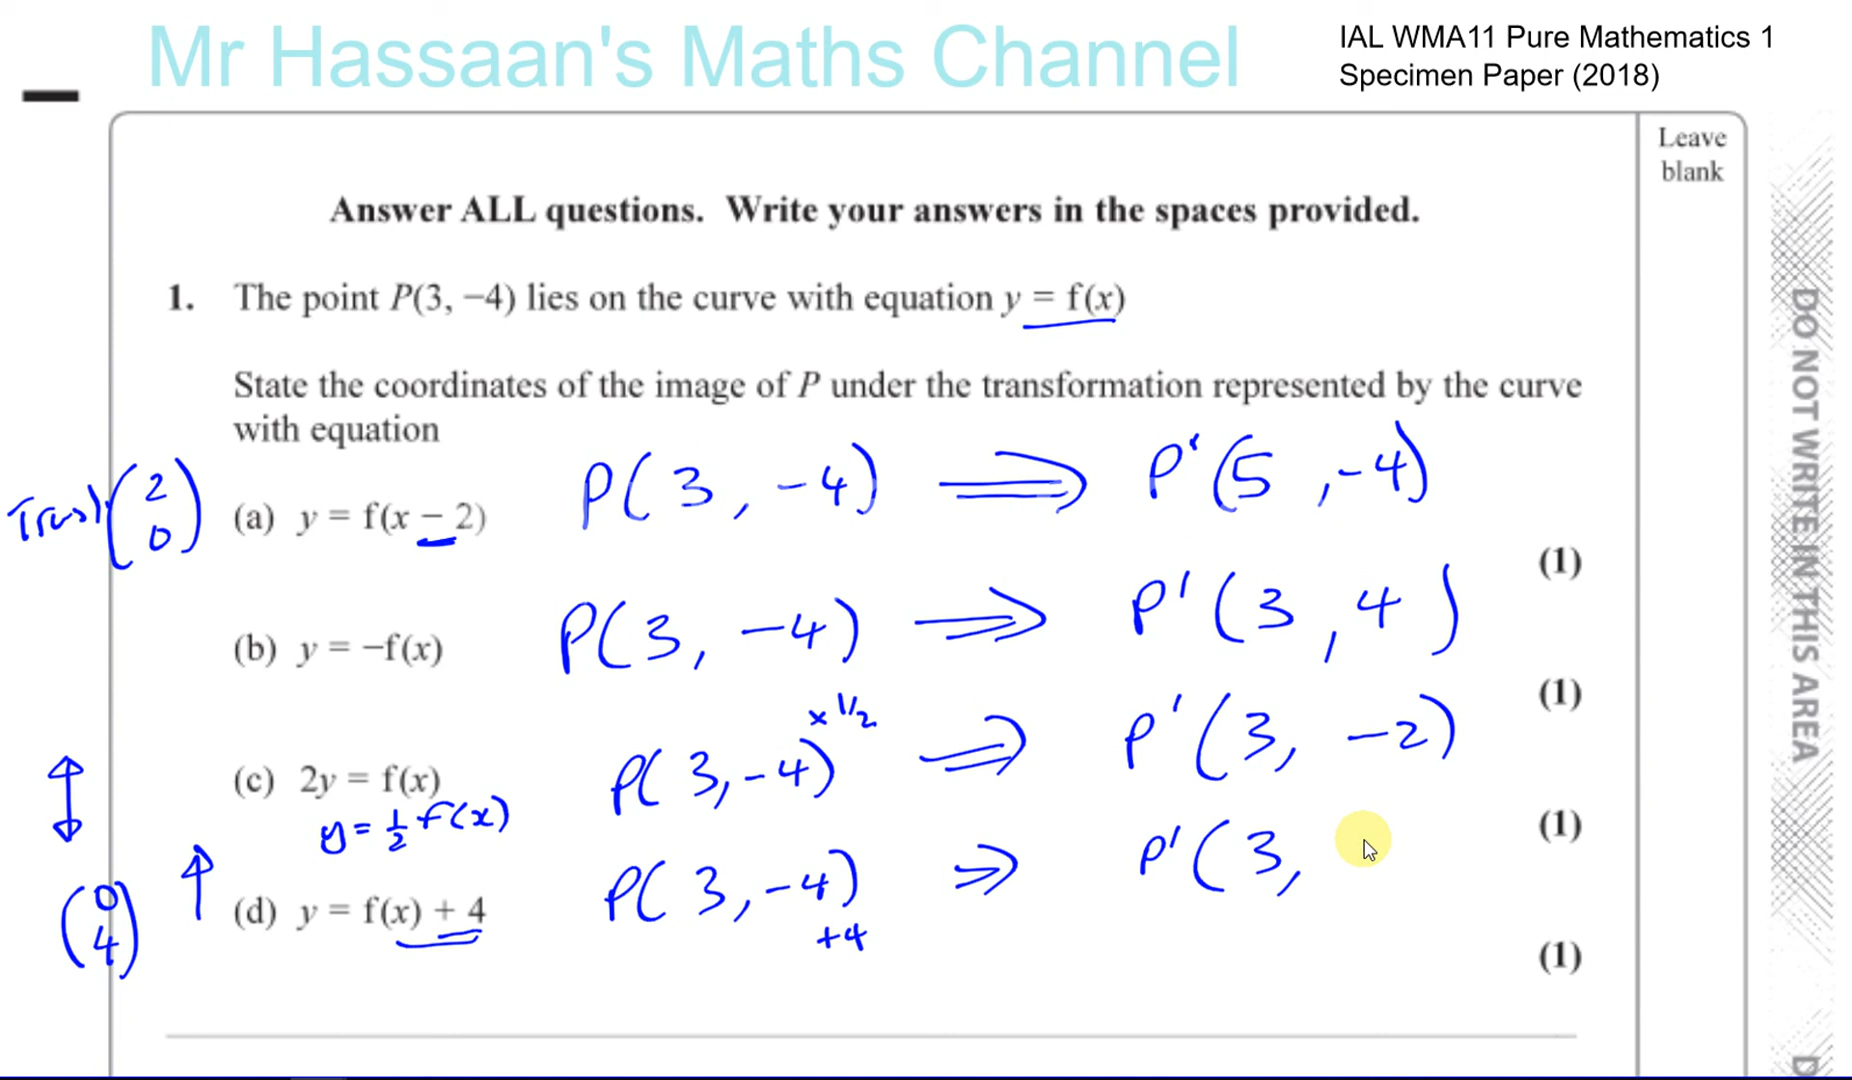 Mr Hassaan's Maths Channel
IAL WMA11 Pure Mathematics 1
Specimen Paper (2018)
Leave
blank
Answer ALL questions. Write your answers in the spaces provided.
1. The point P(3, −4) lies on the curve with equation y = f(x)
State the coordinates of the image of P under the transformation represented by the curve
with equation
(2
0)
(a) y = f(x − 2)
P(3, -4) ⟹ P'(5, -4)
(1)
(b) y = −f(x)
P(3, -4) ⟹ P'(3, 4)
(1)
(c) 2y = f(x)
y = 1/2 f(x)
P(3, -4) x 1/2 ⟹ P'(3, -2)
(1)
(0
4)
(d) y = f(x) + 4
P(3, -4) ⟹ P'(3,
+4
(1)
DO NOT WRITE IN THIS AREA
D